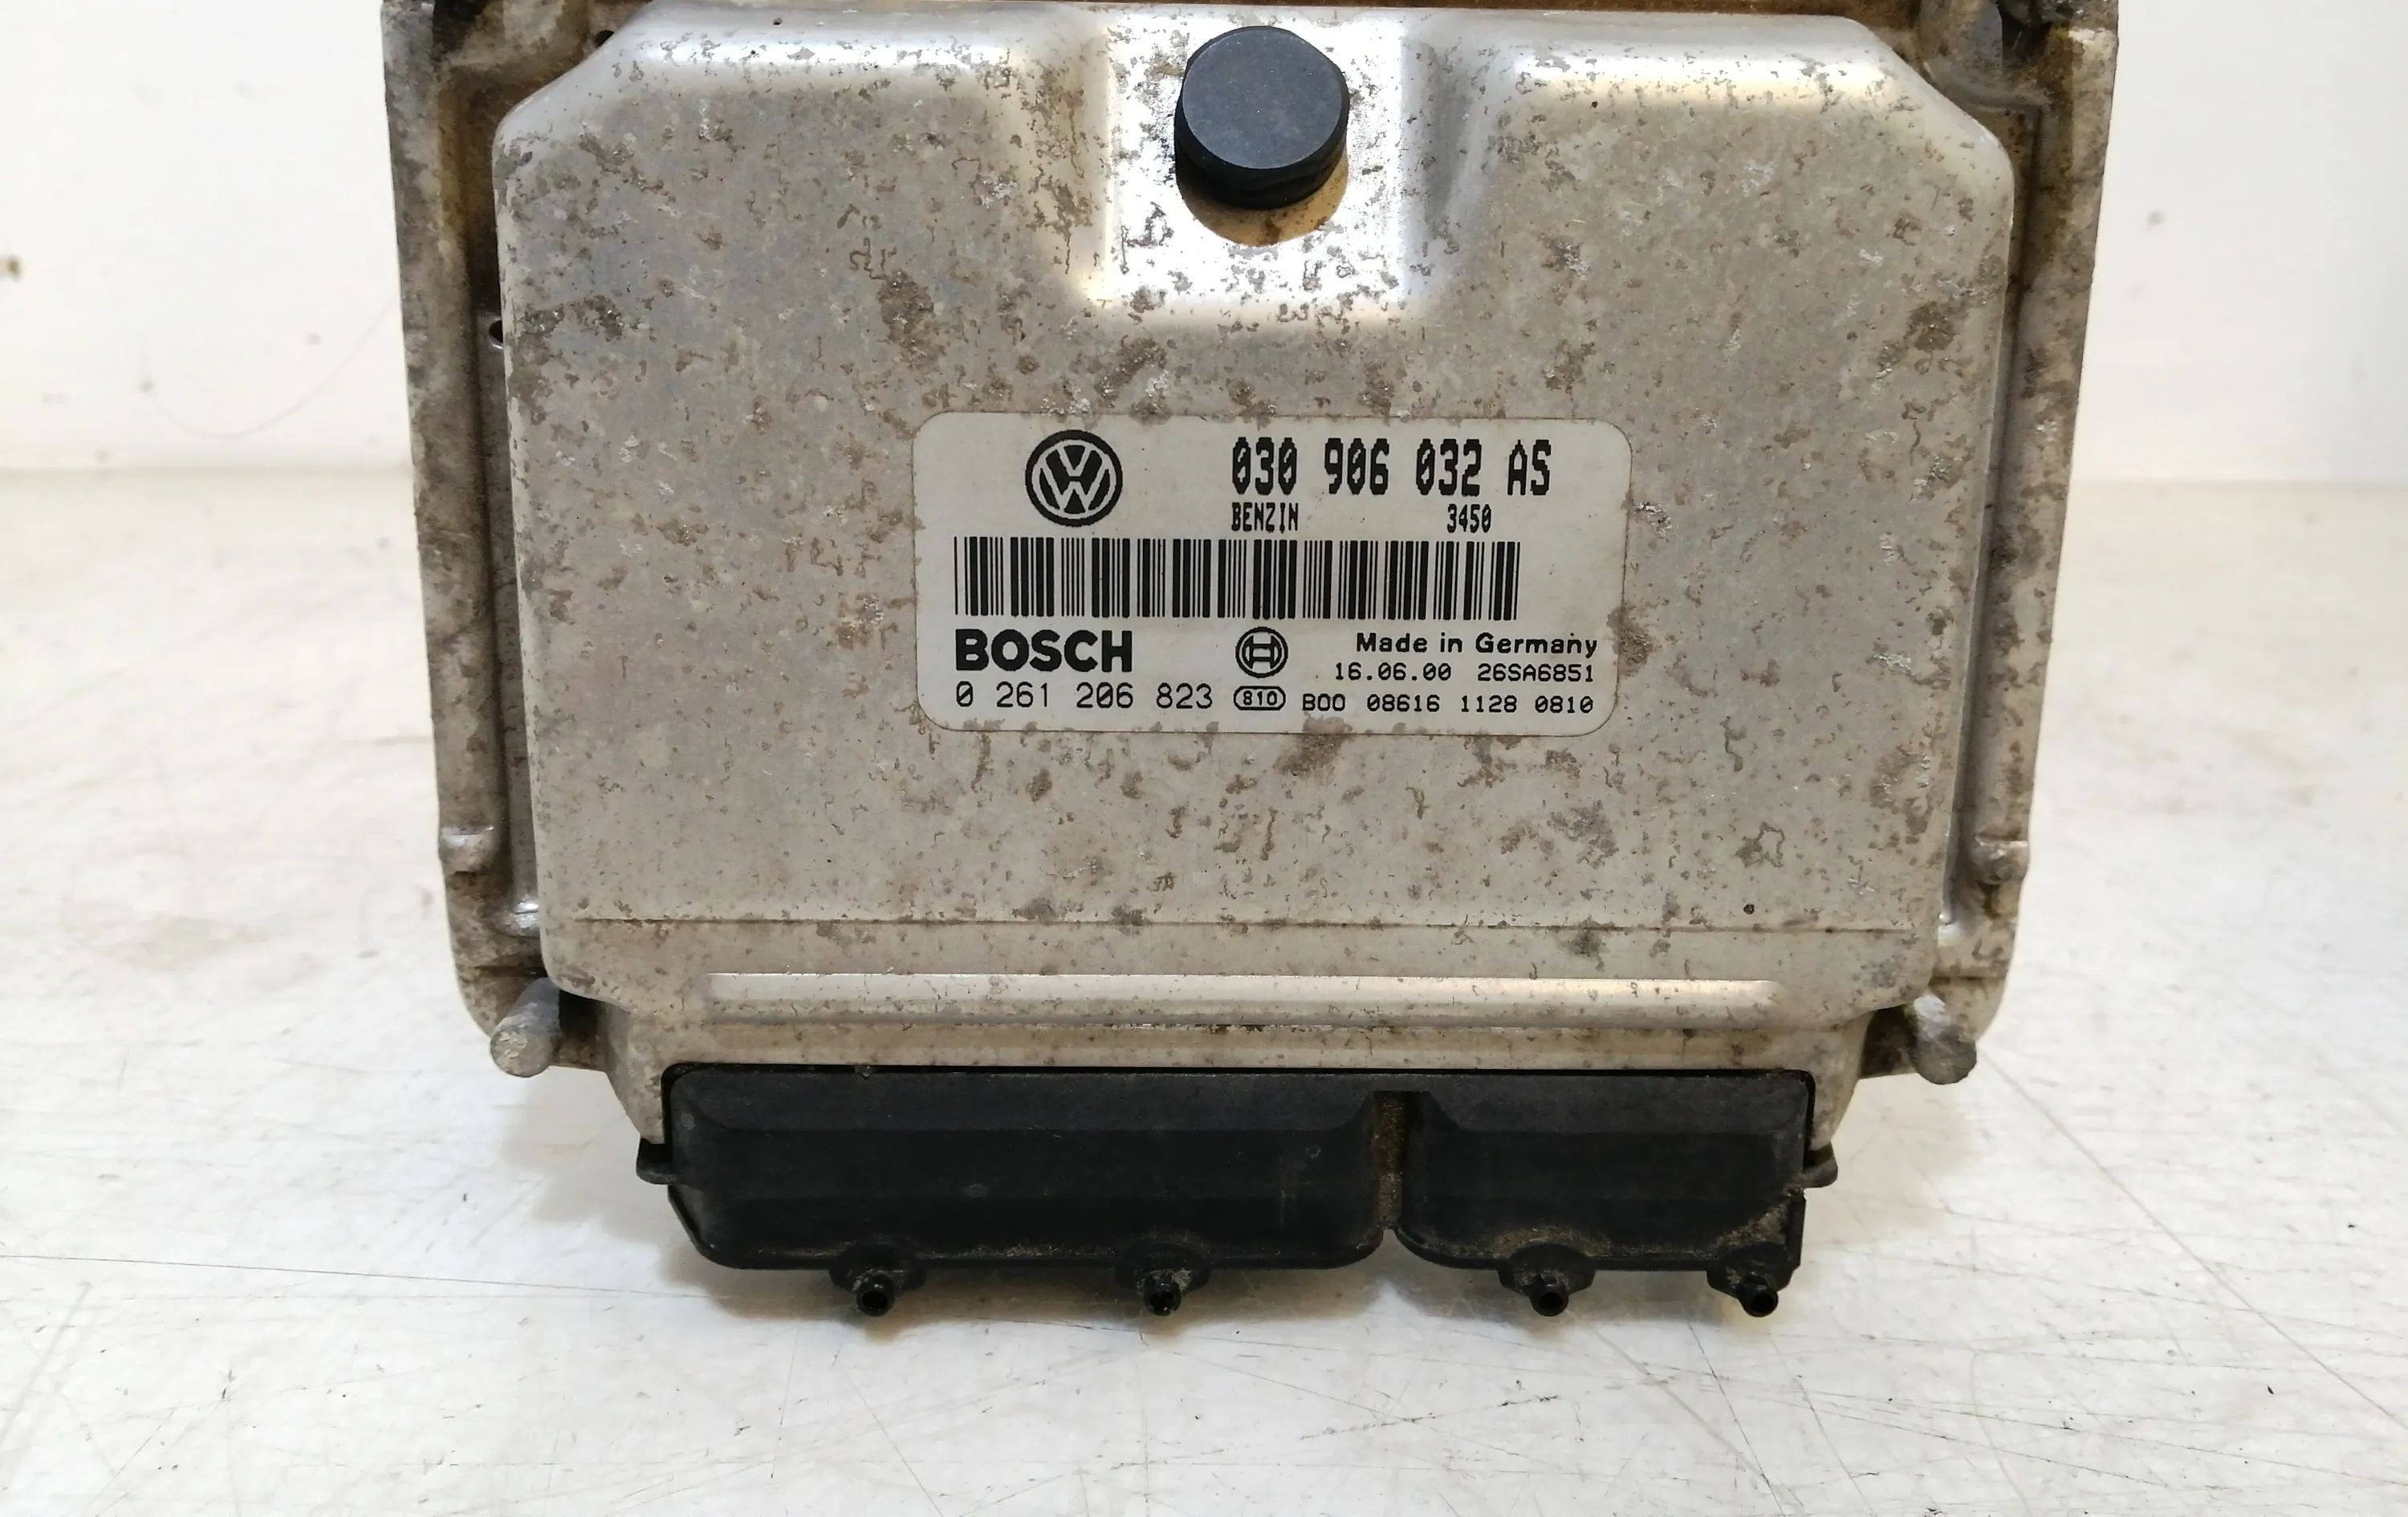 VW 030 906 032 AS
BENZIN 3450
BOSCH Made in Germany
16.06.00 26SA6851
0 261 206 823 810 B00 08616 1128 0810